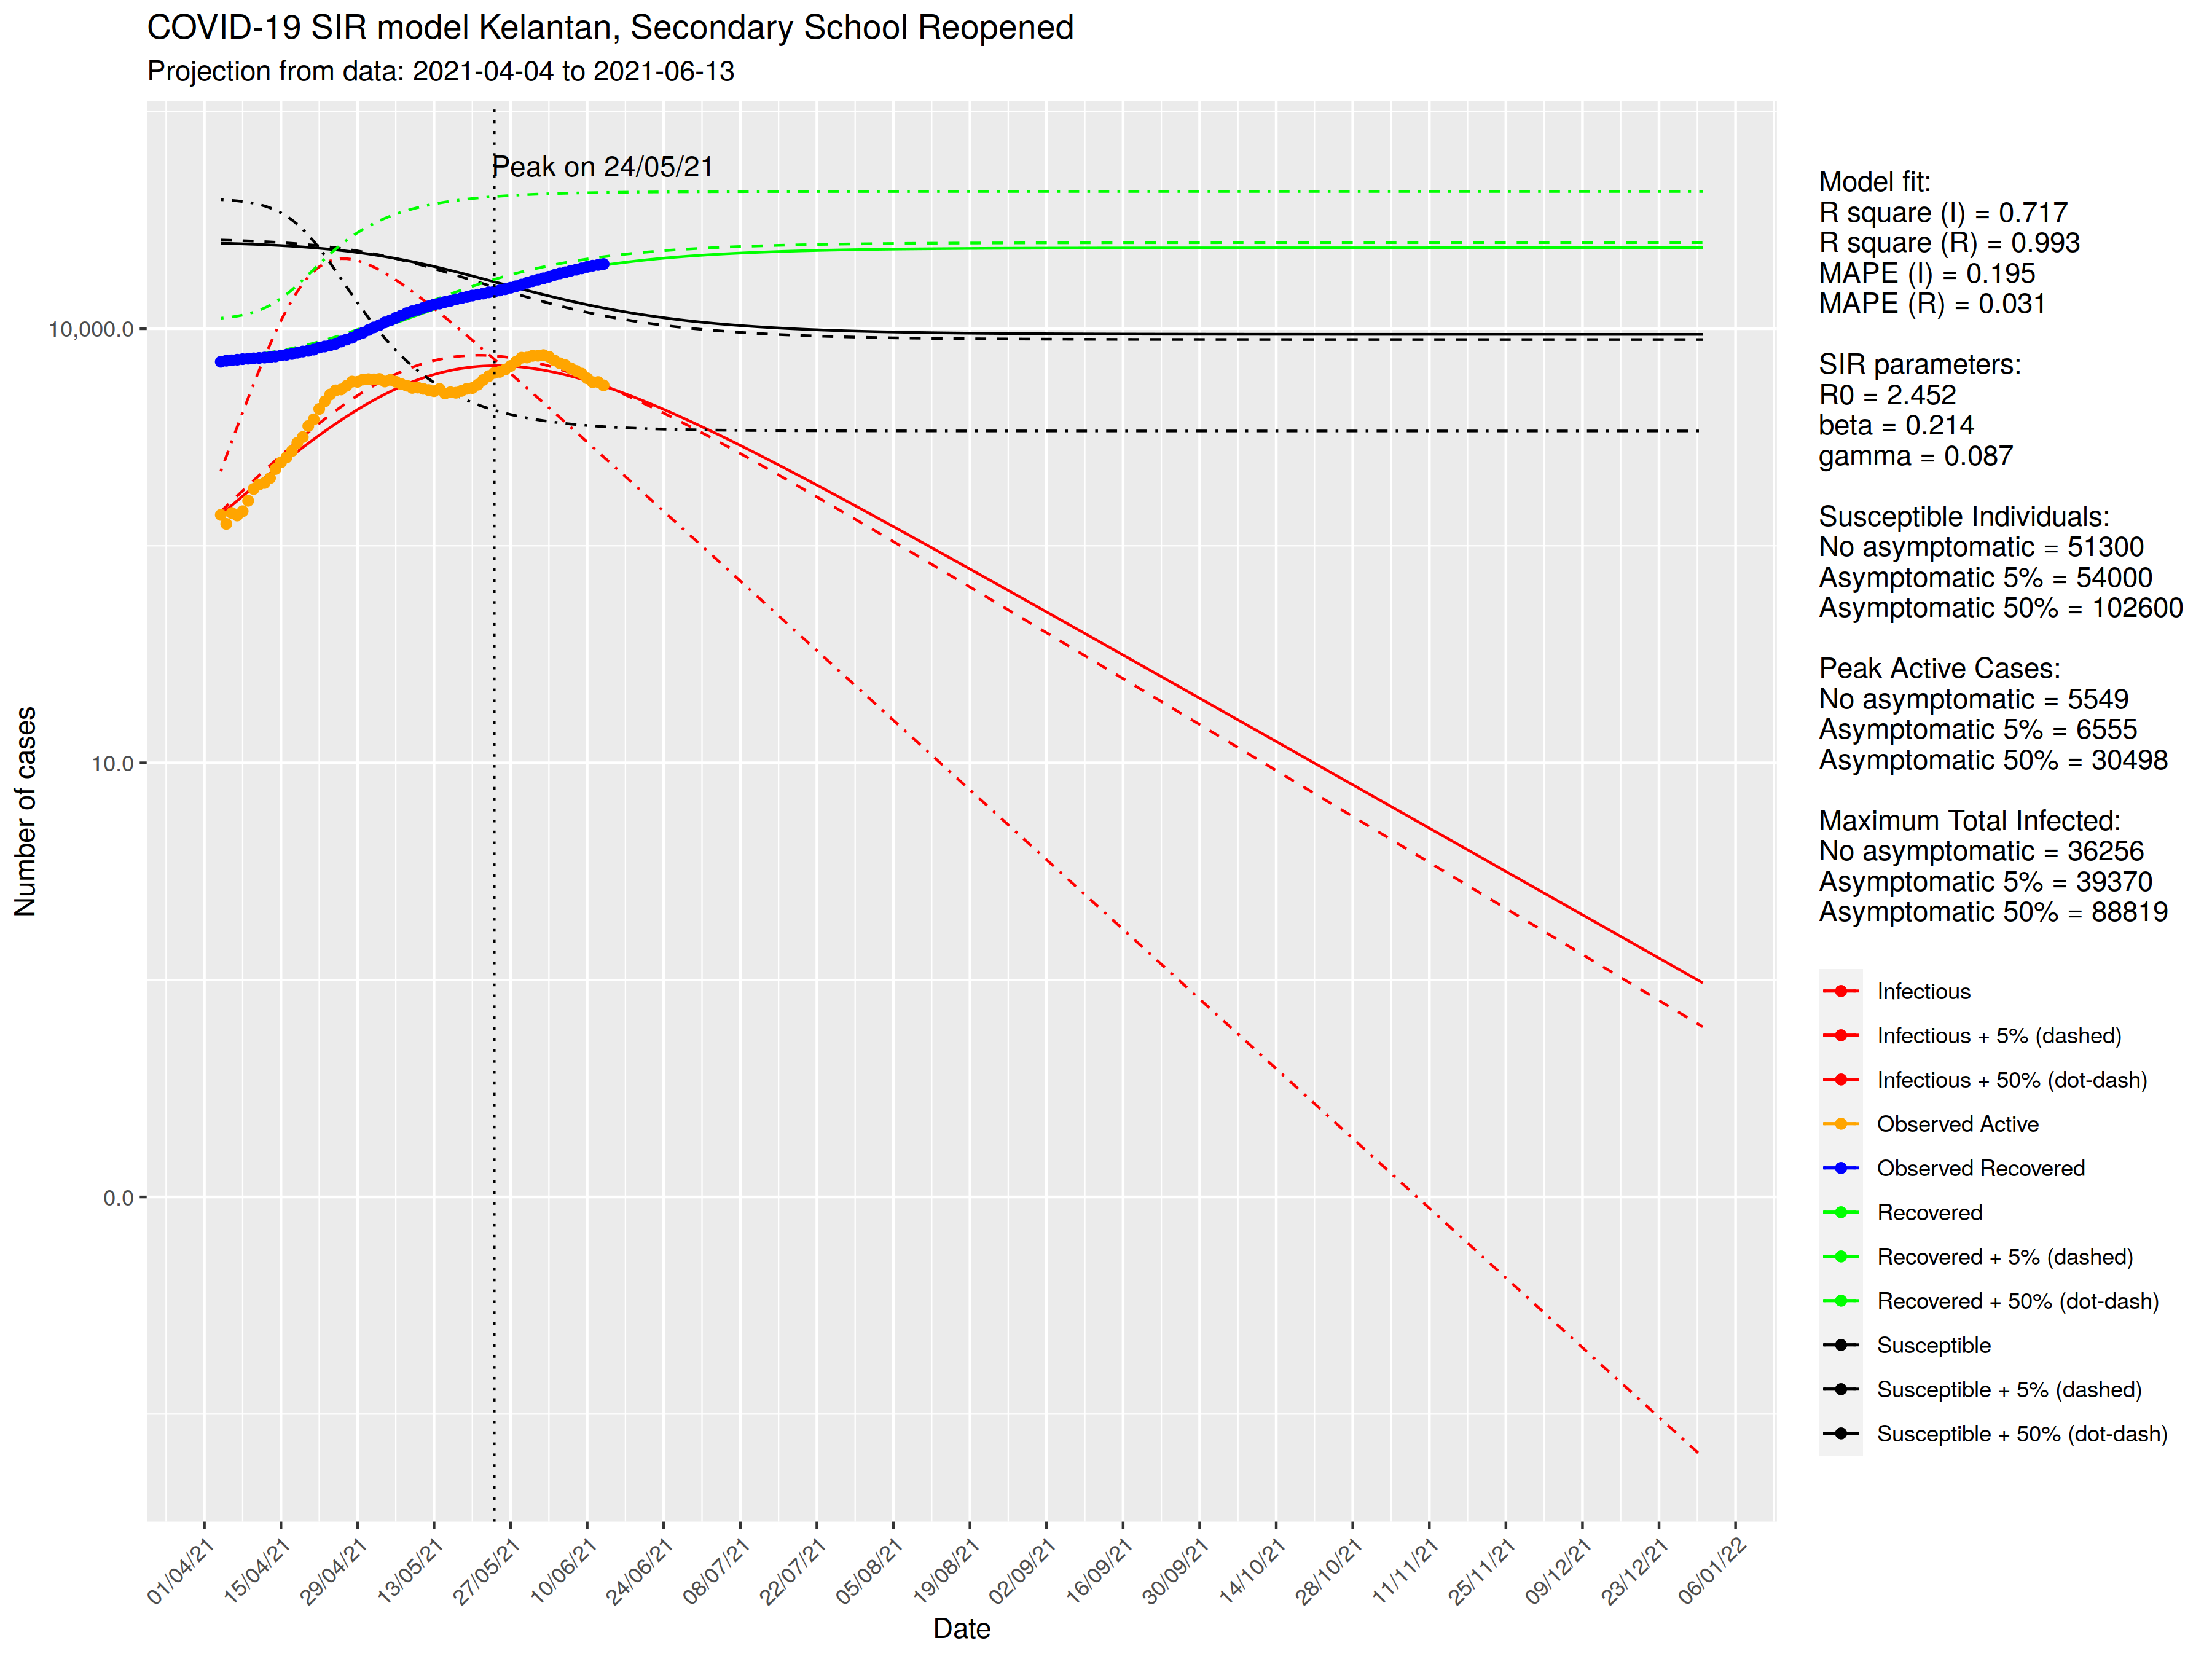 COVID-19 SIR model Kelantan, Secondary School Reopened
Projection from data: 2021-04-04 to 2021-06-13
Peak on 24/05/21
Number of cases
10,000.0
10.0
0.0
01/04/21
15/04/21
29/04/21
13/05/21
27/05/21
10/06/21
24/06/21
08/07/21
22/07/21
05/08/21
19/08/21
02/09/21
16/09/21
30/09/21
14/10/21
28/10/21
11/11/21
25/11/21
09/12/21
23/12/21
06/01/22
Date
Model fit:
R square (I) = 0.717
R square (R) = 0.993
MAPE (I) = 0.195
MAPE (R) = 0.031
SIR parameters:
R0 = 2.452
beta = 0.214
gamma = 0.087
Susceptible Individuals:
No asymptomatic = 51300
Asymptomatic 5% = 54000
Asymptomatic 50% = 102600
Peak Active Cases:
No asymptomatic = 5549
Asymptomatic 5% = 6555
Asymptomatic 50% = 30498
Maximum Total Infected:
No asymptomatic = 36256
Asymptomatic 5% = 39370
Asymptomatic 50% = 88819
Infectious
Infectious + 5% (dashed)
Infectious + 50% (dot-dash)
Observed Active
Observed Recovered
Recovered
Recovered + 5% (dashed)
Recovered + 50% (dot-dash)
Susceptible
Susceptible + 5% (dashed)
Susceptible + 50% (dot-dash)